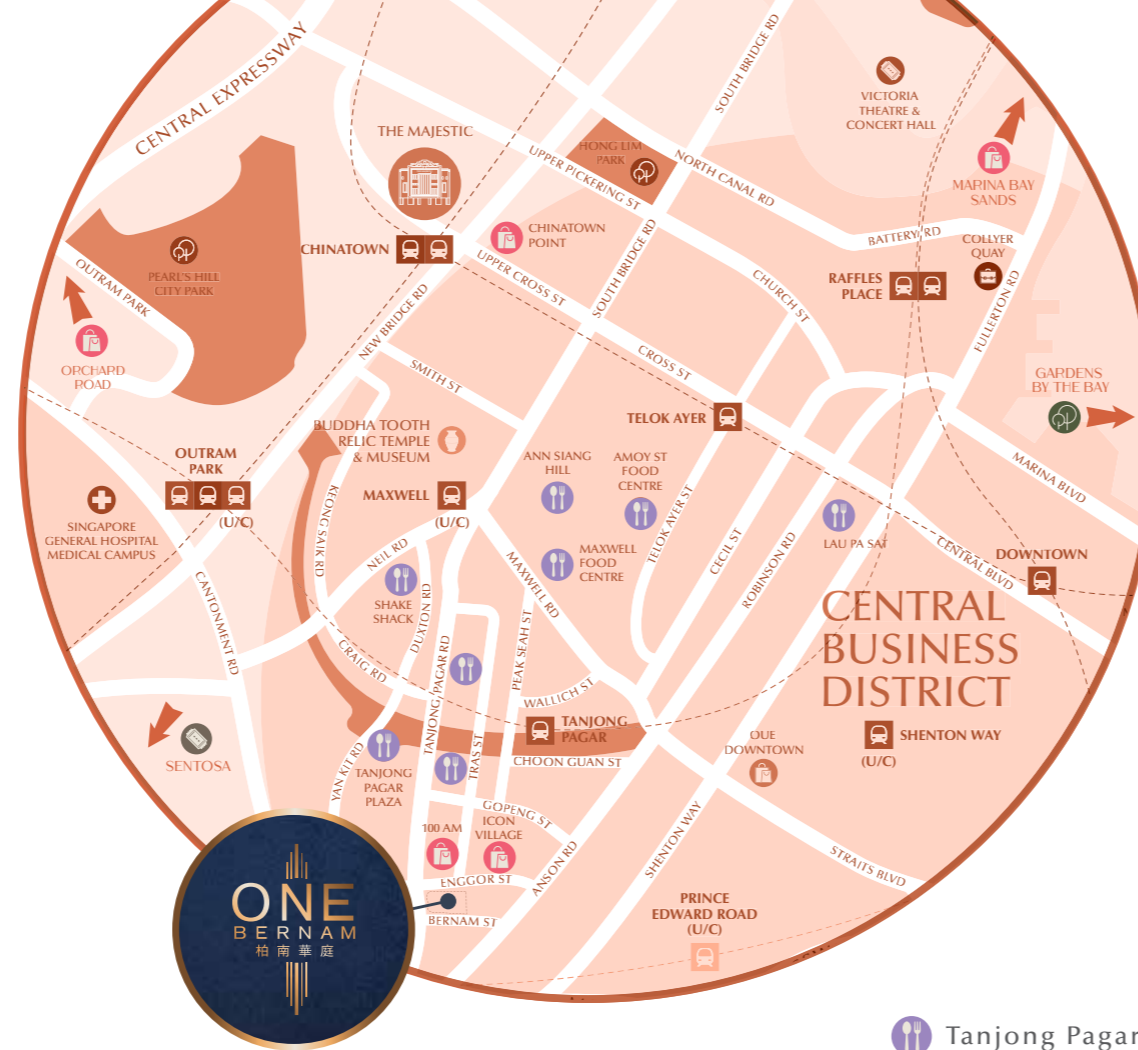 CENTRAL EXPRESSWAY
SOUTH BRIDGE RD
VICTORIA
THEATRE &
CONCERT HALL
THE MAJESTIC
HONG LIM
PARK
UPPER PICKERING ST
NORTH CANAL RD
MARINA BAY
SANDS
CHINATOWN
CHINATOWN
POINT
BATTERY RD
COLLYER
QUAY
PEARL'S HILL
CITY PARK
OUTRAM PARK
UPPER CROSS ST
SOUTH BRIDGE RD
CHURCH ST
RAFFLES
PLACE
FULLERTON RD
NEW BRIDGE RD
ORCHARD
ROAD
SMITH ST
CROSS ST
GARDENS
BY THE BAY
TELOK AYER
BUDDHA TOOTH
RELIC TEMPLE
& MUSEUM
OUTRAM
PARK
(U/C)
ANN SIANG
HILL
AMOY ST
FOOD
CENTRE
MARINA BLVD
MAXWELL
(U/C)
KEONG SAIK RD
SINGAPORE
GENERAL HOSPITAL
MEDICAL CAMPUS
NEIL RD
TELOK AYER ST
CECIL ST
ROBINSON RD
LAU PA SAT
CENTRAL BLVD
DOWNTOWN
MAXWELL
FOOD
CENTRE
MAXWELL RD
SHAKE
SHACK
DUXTON RD
CANTONMENT RD
CENTRAL
BUSINESS
DISTRICT
CRAIG RD
TANJONG PAGAR RD
PEAK SEAH ST
WALLICH ST
TANJONG
PAGAR
SENTOSA
YAN KIT RD
TANJONG
PAGAR
PLAZA
TRAS ST
CHOON GUAN ST
OUE
DOWNTOWN
SHENTON WAY
(U/C)
GOPENG ST
100 AM
ICON
VILLAGE
ANSON RD
SHENTON WAY
STRAITS BLVD
ENGGOR ST
BERNAM ST
PRINCE
EDWARD ROAD
(U/C)
ONE
BERNAM
柏南華庭
Tanjong Pagar